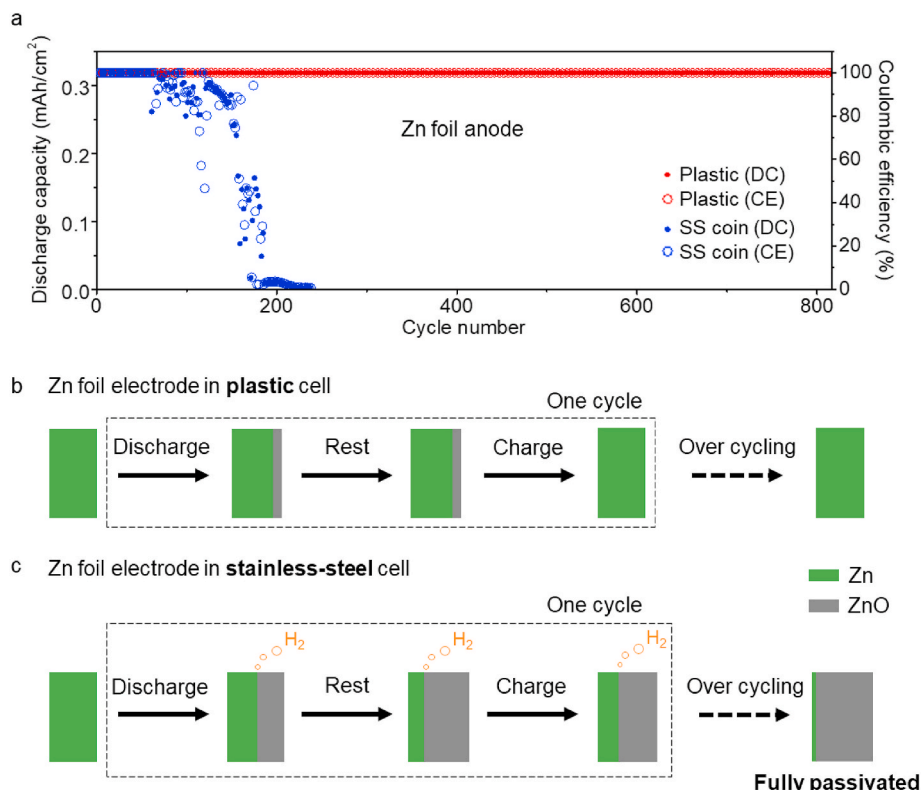 a
Discharge capacity (mAh/cm²)
0.3
0.2
0.1
0.0
Zn foil anode
Plastic (DC)
Plastic (CE)
SS coin (DC)
SS coin (CE)
100
80
60
40
20
0
Coulombic efficiency (%)
0 200 400 600 800
Cycle number
b Zn foil electrode in plastic cell
One cycle
Discharge Rest Charge Over cycling
c Zn foil electrode in stainless-steel cell
Zn
ZnO
One cycle
H₂ H₂ H₂
Discharge Rest Charge Over cycling
Fully passivated